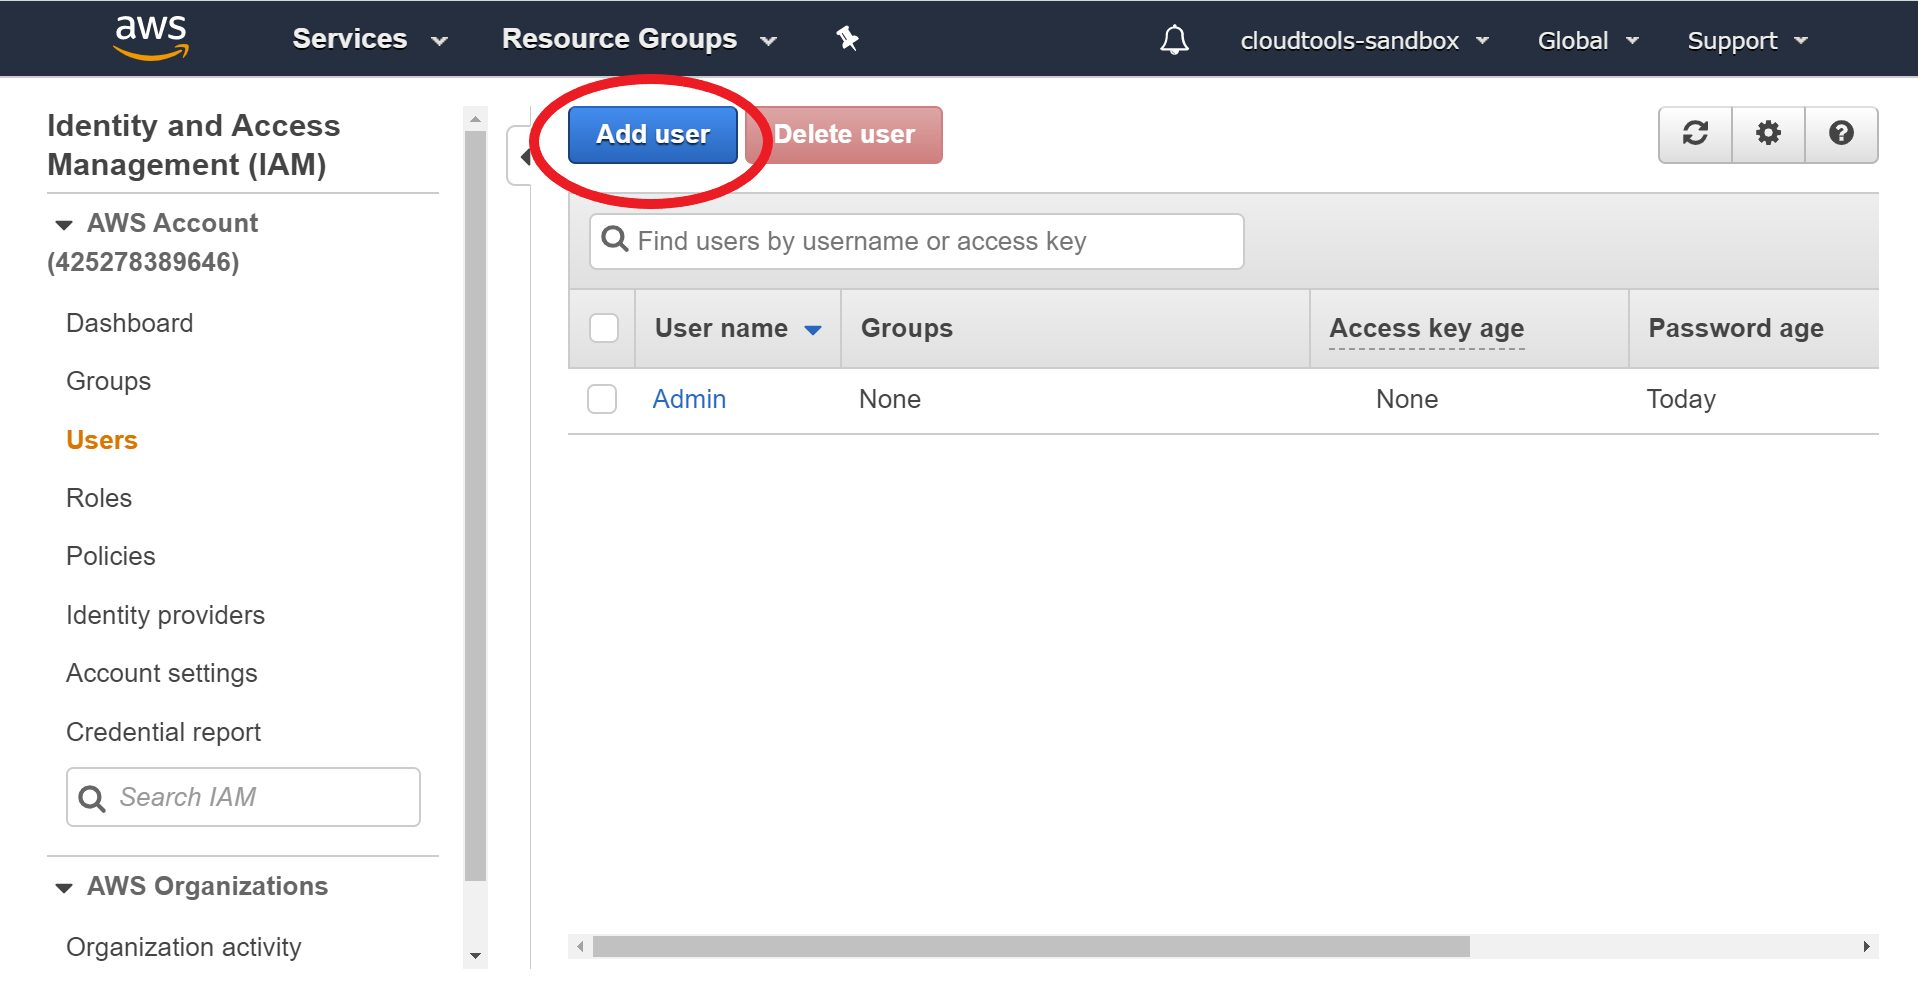 aws
Services
Resource Groups
cloudtools-sandbox
Global
Support
Identity and Access
Management (IAM)
AWS Account
(425278389646)
Dashboard
Groups
Users
Roles
Policies
Identity providers
Account settings
Credential report
Search IAM
AWS Organizations
Organization activity
Add user
Delete user
Find users by username or access key
User name Groups Access key age Password age
Admin None None Today